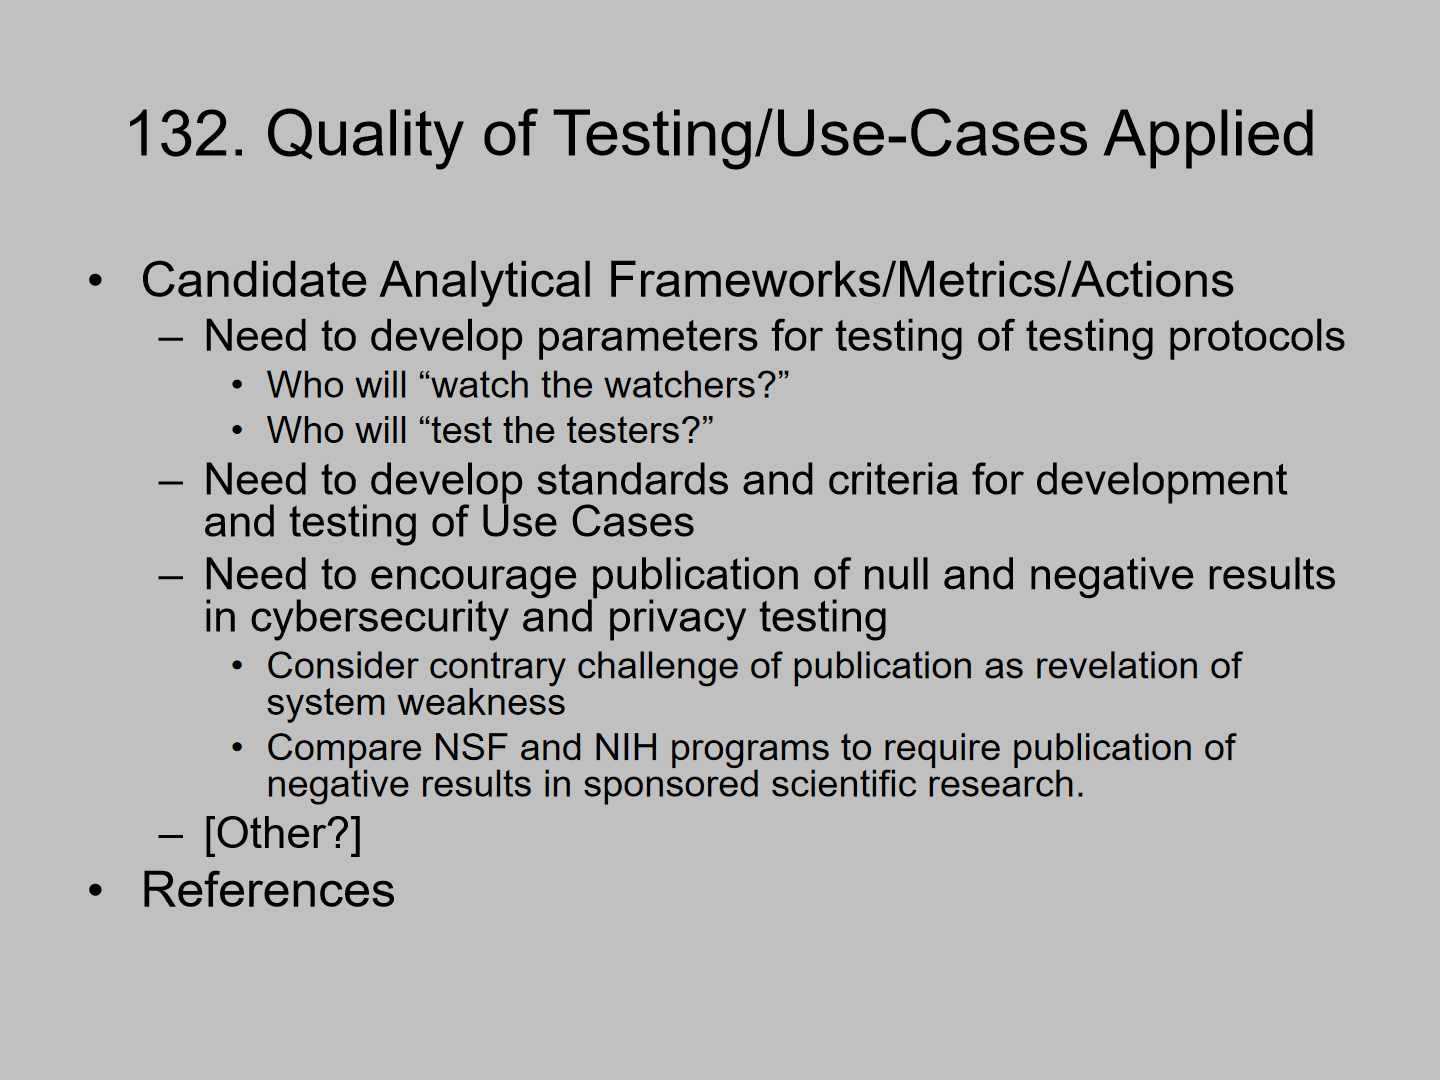 132. Quality of Testing/Use-Cases Applied
• Candidate Analytical Frameworks/Metrics/Actions
– Need to develop parameters for testing of testing protocols
• Who will “watch the watchers?”
• Who will “test the testers?”
– Need to develop standards and criteria for development
and testing of Use Cases
– Need to encourage publication of null and negative results
in cybersecurity and privacy testing
• Consider contrary challenge of publication as revelation of
system weakness
• Compare NSF and NIH programs to require publication of
negative results in sponsored scientific research.
– [Other?]
• References